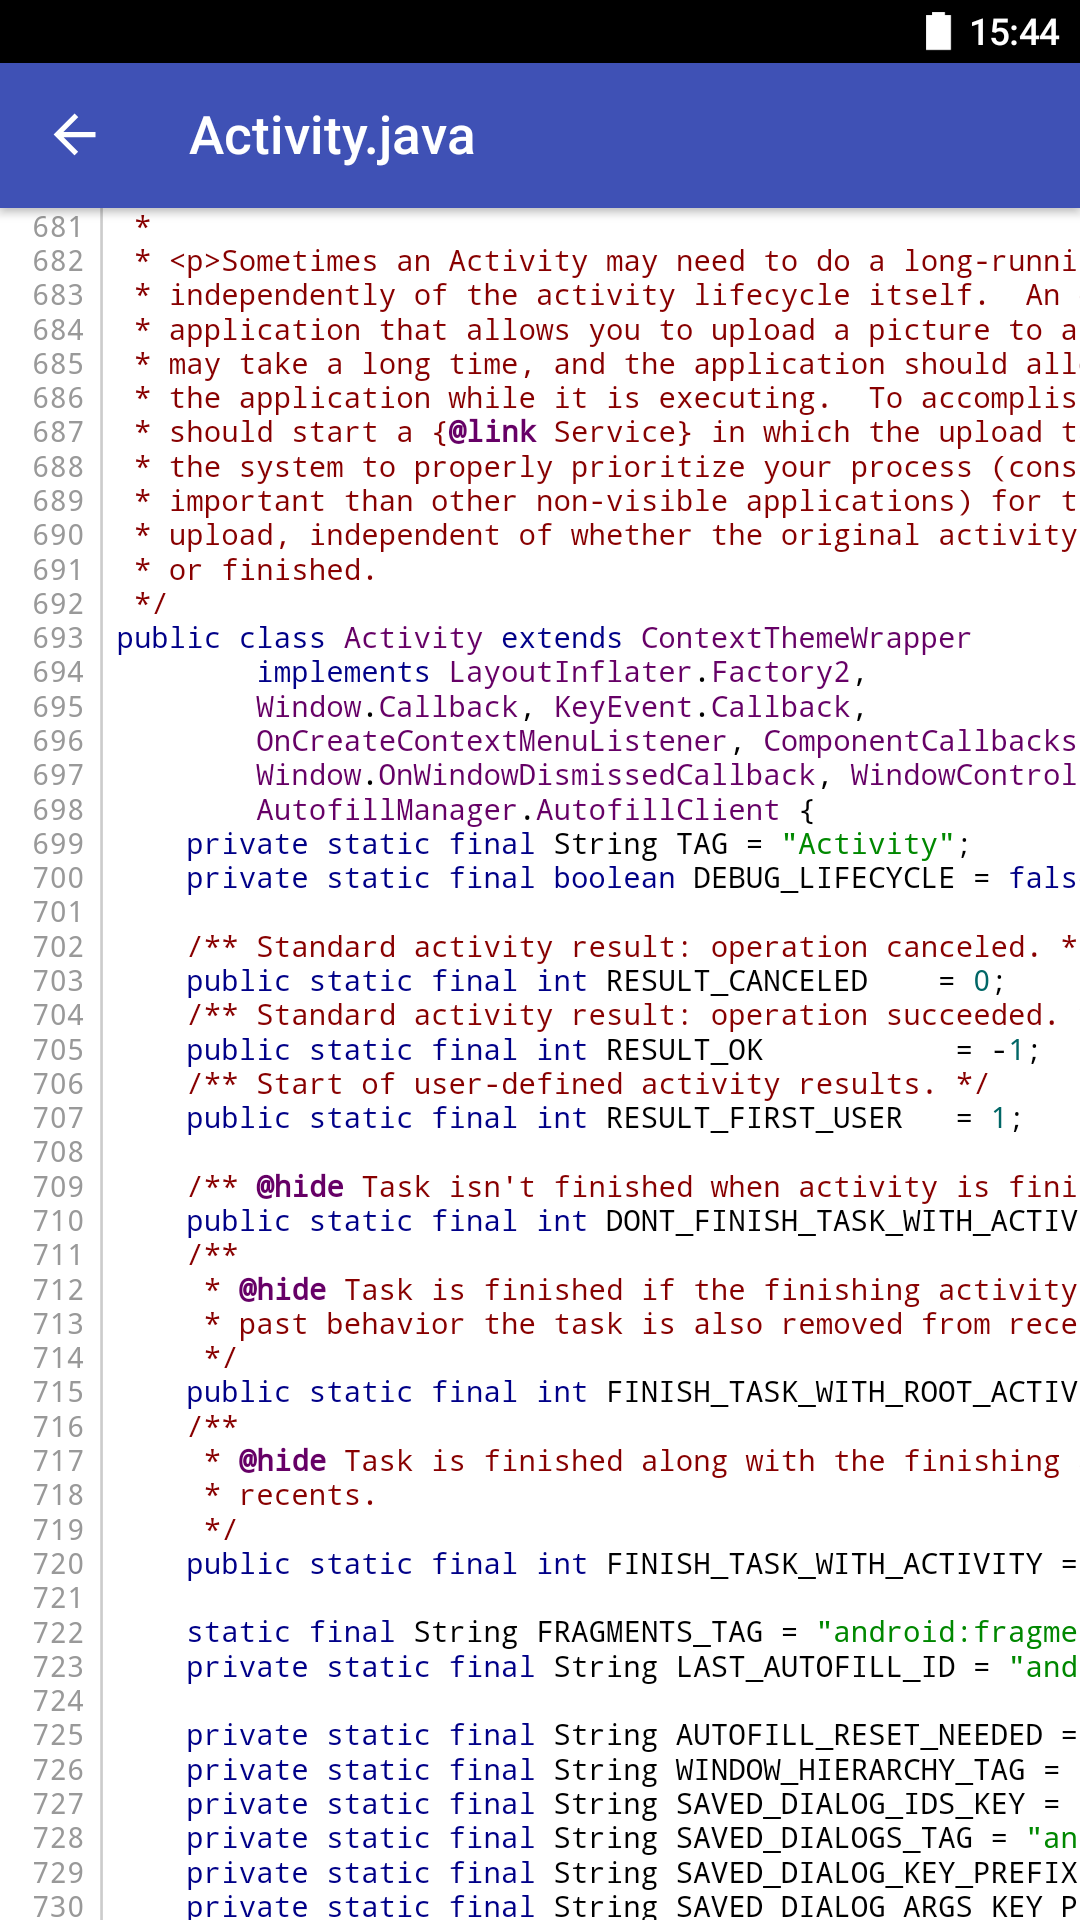 15:44
Activity.java
681 *
682 * <p>Sometimes an Activity may need to do a long-runni
683 * independently of the activity lifecycle itself.  An
684 * application that allows you to upload a picture to a
685 * may take a long time, and the application should all
686 * the application while it is executing.  To accomplis
687 * should start a {@link Service} in which the upload t
688 * the system to properly prioritize your process (cons
689 * important than other non-visible applications) for t
690 * upload, independent of whether the original activity
691 * or finished.
692 */
693 public class Activity extends ContextThemeWrapper
694         implements LayoutInflater.Factory2,
695         Window.Callback, KeyEvent.Callback,
696         OnCreateContextMenuListener, ComponentCallbacks
697         Window.OnWindowDismissedCallback, WindowControl
698         AutofillManager.AutofillClient {
699     private static final String TAG = "Activity";
700     private static final boolean DEBUG_LIFECYCLE = fals
701
702     /** Standard activity result: operation canceled. *
703     public static final int RESULT_CANCELED    = 0;
704     /** Standard activity result: operation succeeded.
705     public static final int RESULT_OK           = -1;
706     /** Start of user-defined activity results. */
707     public static final int RESULT_FIRST_USER   = 1;
708
709     /** @hide Task isn't finished when activity is fini
710     public static final int DONT_FINISH_TASK_WITH_ACTIV
711     /**
712      * @hide Task is finished if the finishing activity
713      * past behavior the task is also removed from rece
714      */
715     public static final int FINISH_TASK_WITH_ROOT_ACTIV
716     /**
717      * @hide Task is finished along with the finishing
718      * recents.
719      */
720     public static final int FINISH_TASK_WITH_ACTIVITY =
721
722     static final String FRAGMENTS_TAG = "android:fragme
723     private static final String LAST_AUTOFILL_ID = "and
724
725     private static final String AUTOFILL_RESET_NEEDED =
726     private static final String WINDOW_HIERARCHY_TAG =
727     private static final String SAVED_DIALOG_IDS_KEY =
728     private static final String SAVED_DIALOGS_TAG = "an
729     private static final String SAVED_DIALOG_KEY_PREFIX
730     private static final String SAVED_DIALOG_ARGS_KEY_P